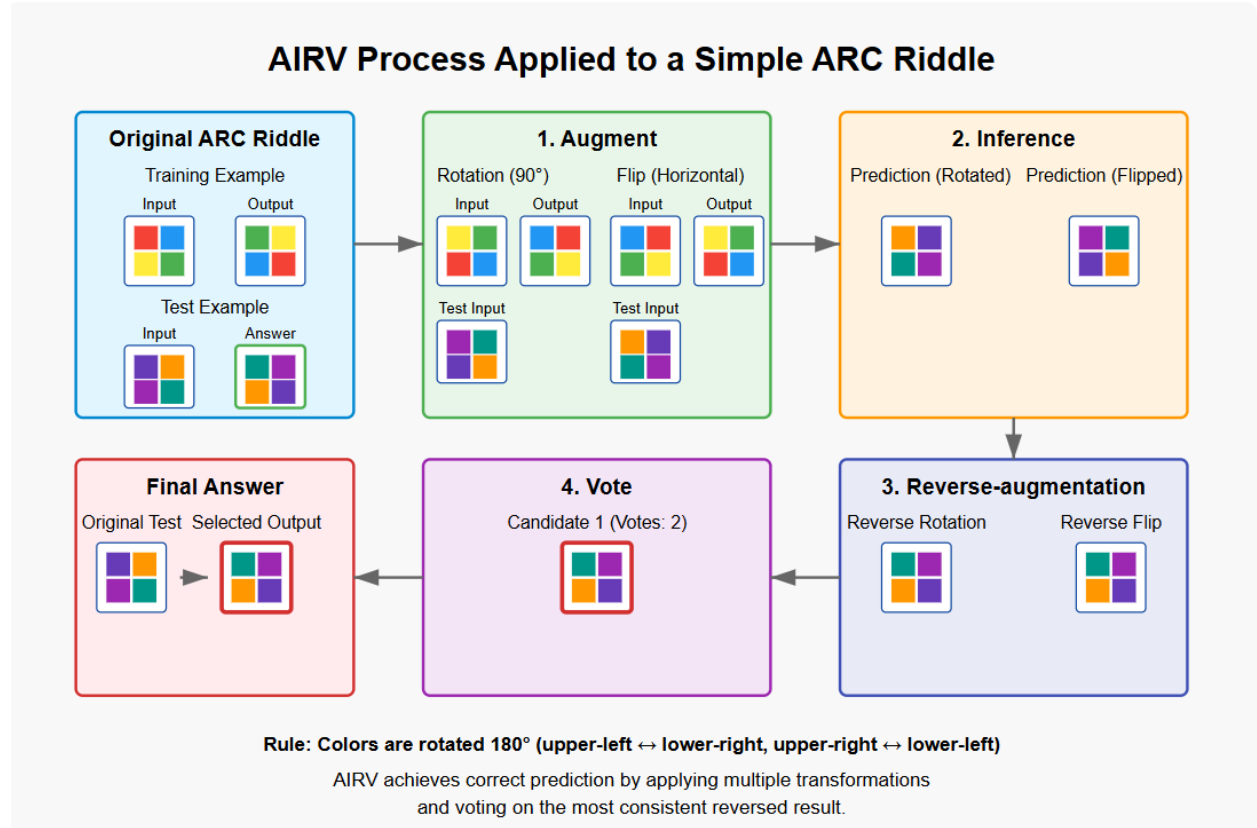 AIRV Process Applied to a Simple ARC Riddle
Original ARC Riddle
Training Example
Input Output
Test Example
Input Answer
1. Augment
Rotation (90°) Flip (Horizontal)
Input Output Input Output
Test Input Test Input
2. Inference
Prediction (Rotated) Prediction (Flipped)
Final Answer
Original Test Selected Output
4. Vote
Candidate 1 (Votes: 2)
3. Reverse-augmentation
Reverse Rotation Reverse Flip
Rule: Colors are rotated 180° (upper-left ↔ lower-right, upper-right ↔ lower-left)
AIRV achieves correct prediction by applying multiple transformations
and voting on the most consistent reversed result.